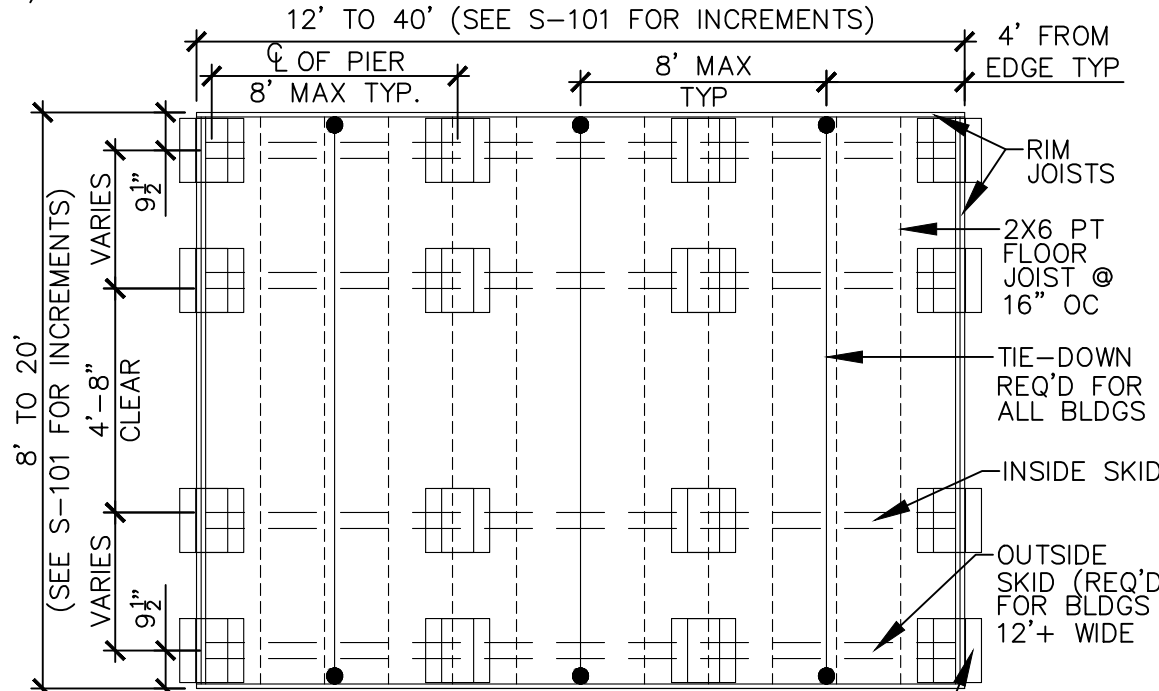 12' TO 40' (SEE S-101 FOR INCREMENTS)
℄ OF PIER
8' MAX TYP.
8' MAX
TYP
4' FROM
EDGE TYP
8' TO 20'
(SEE S-101 FOR INCREMENTS)
VARIES
9½"
4'-8"
CLEAR
VARIES
9½"
RIM
JOISTS
2X6 PT
FLOOR
JOIST @
16" OC
TIE-DOWN
REQ'D FOR
ALL BLDGS
INSIDE SKID
OUTSIDE
SKID (REQ'D
FOR BLDGS
12'+ WIDE